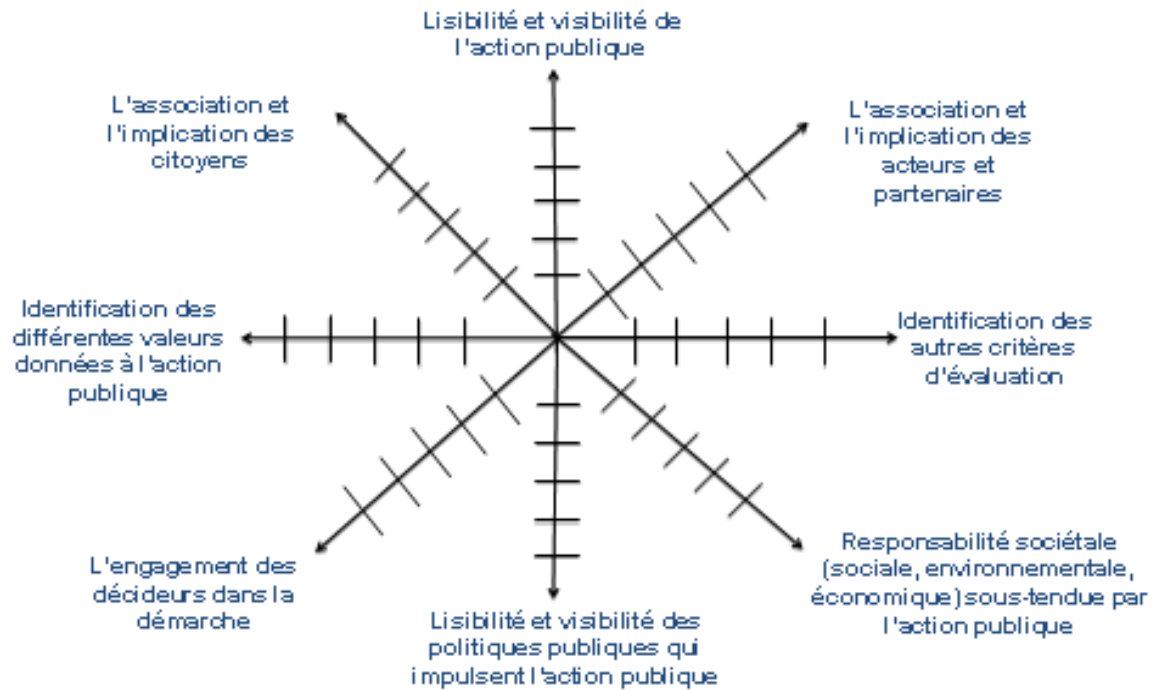 Lisibilité et visibilité de
l'action publique
L'association et
l'implication des
citoyens
L'association et
l'implication des
acteurs et
partenaires
Identification des
différentes valeurs
données à l'action
publique
Identification des
autres critères
d'évaluation
L'engagement des
décideurs dans la
démarche
Lisibilité et visibilité des
politiques publiques qui
impulsent l'action publique
Responsabilité sociétale
(sociale, environnementale,
économique) sous-tendue par
l'action publique